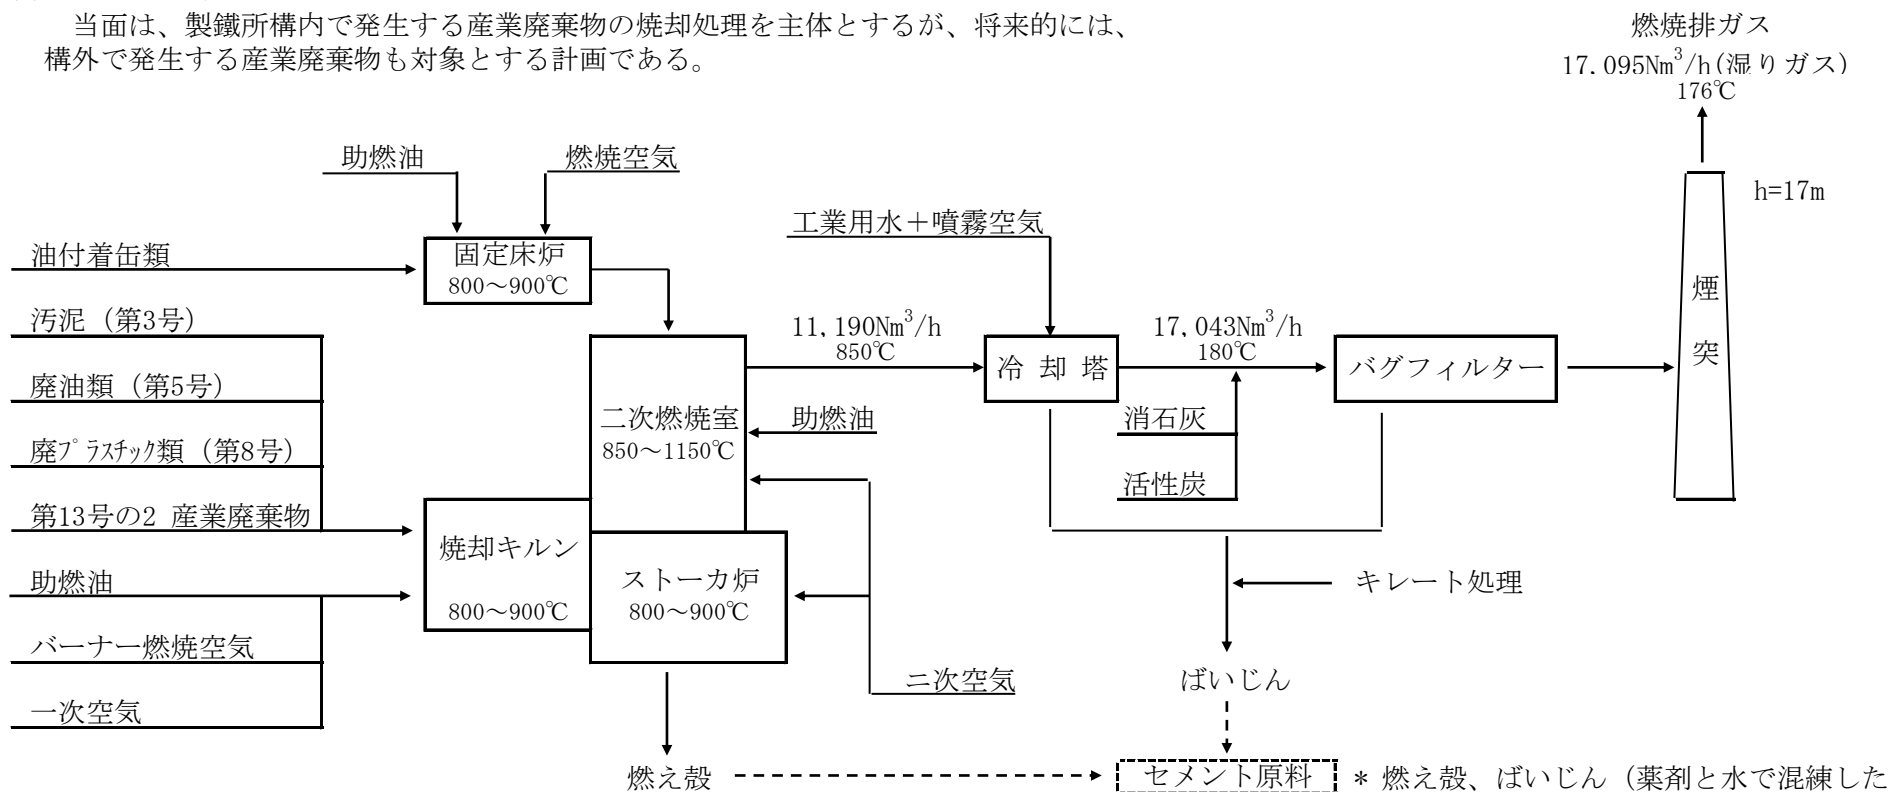 当面は、製鐵所構内で発生する産業廃棄物の焼却処理を主体とするが、将来的には、
構外で発生する産業廃棄物も対象とする計画である。
燃焼排ガス
17,095Nm³/h(湿りガス)
176℃
助燃油
燃焼空気
h=17m
工業用水＋噴霧空気
油付着缶類
固定床炉
800～900℃
煙突
汚泥（第3号）
11,190Nm³/h
850℃
冷却塔
17,043Nm³/h
180℃
バグフィルター
廃油類（第5号）
二次燃焼室
850～1150℃
助燃油
消石灰
廃ﾌﾟﾗｽﾁｯｸ類（第8号）
活性炭
第13号の2 産業廃棄物
焼却キルン
800～900℃
ストーカ炉
800～900℃
キレート処理
助燃油
バーナー燃焼空気
二次空気
ばいじん
一次空気
燃え殻
セメント原料
* 燃え殻、ばいじん（薬剤と水で混練した